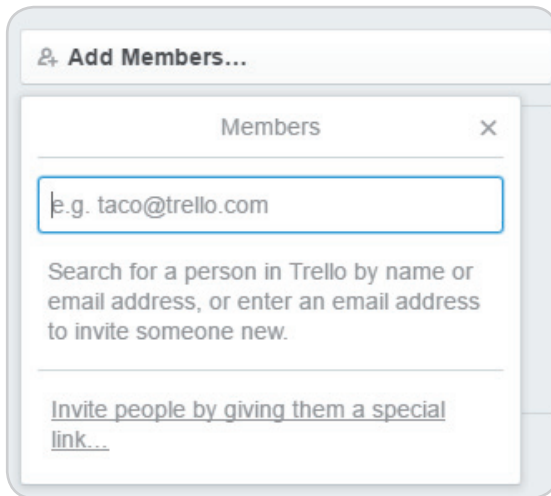 Add Members...
Members
e.g. taco@trello.com
Search for a person in Trello by name or
email address, or enter an email address
to invite someone new.
Invite people by giving them a special
link...